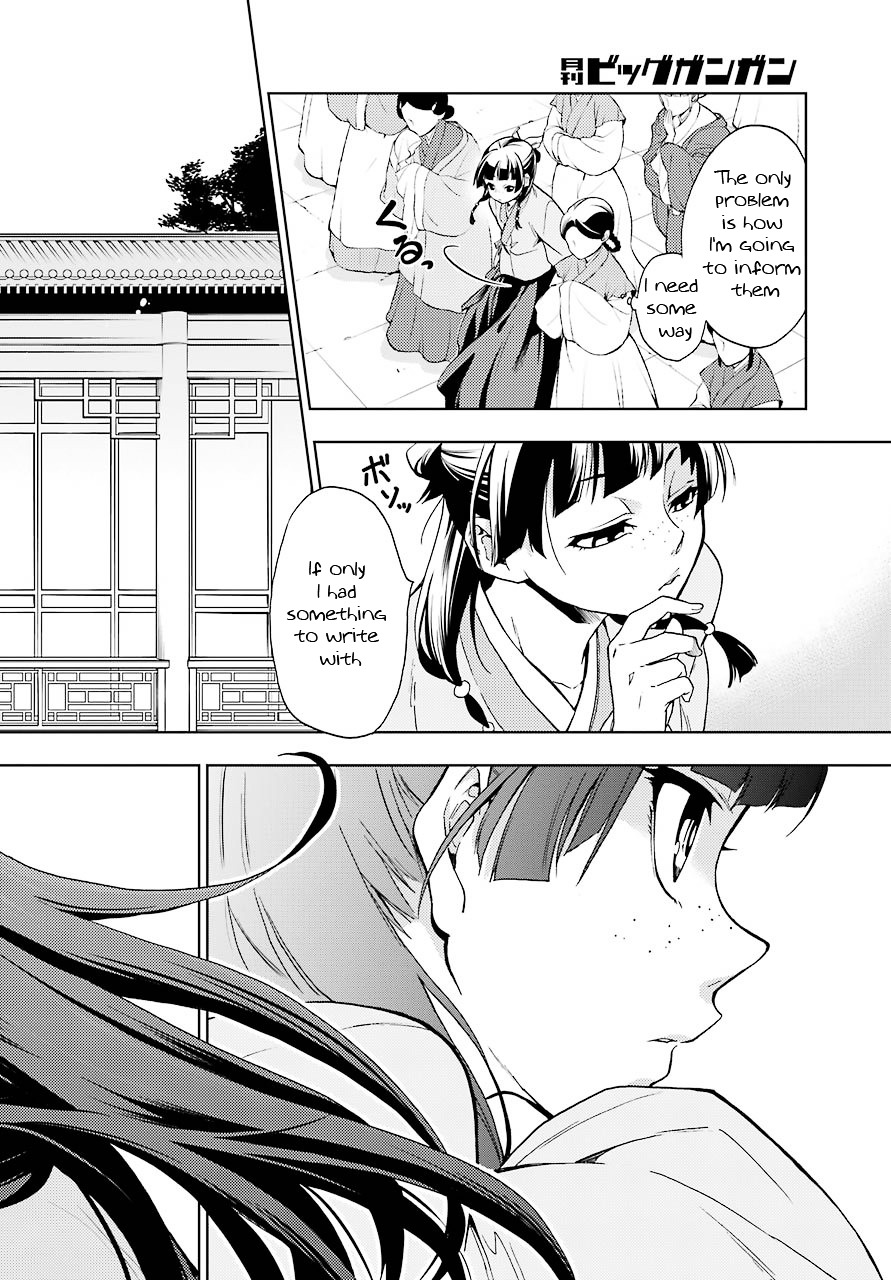 月刊ビッグガンガン
The only
problem
is how
I'm going
to inform
them
I need
some
way
くるっ
ボソッ
If only
I had
something
to write
with